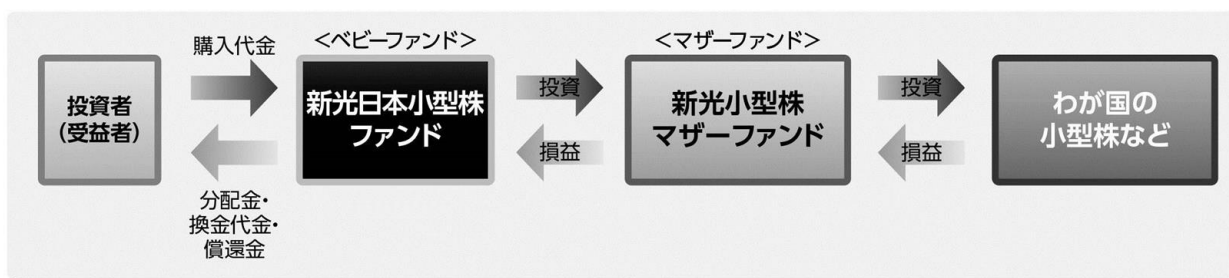 投資者
(受益者)
購入代金
分配金・
換金代金・
償還金
<ベビーファンド>
新光日本小型株
ファンド
投資
損益
<マザーファンド>
新光小型株
マザーファンド
投資
損益
わが国の
小型株など